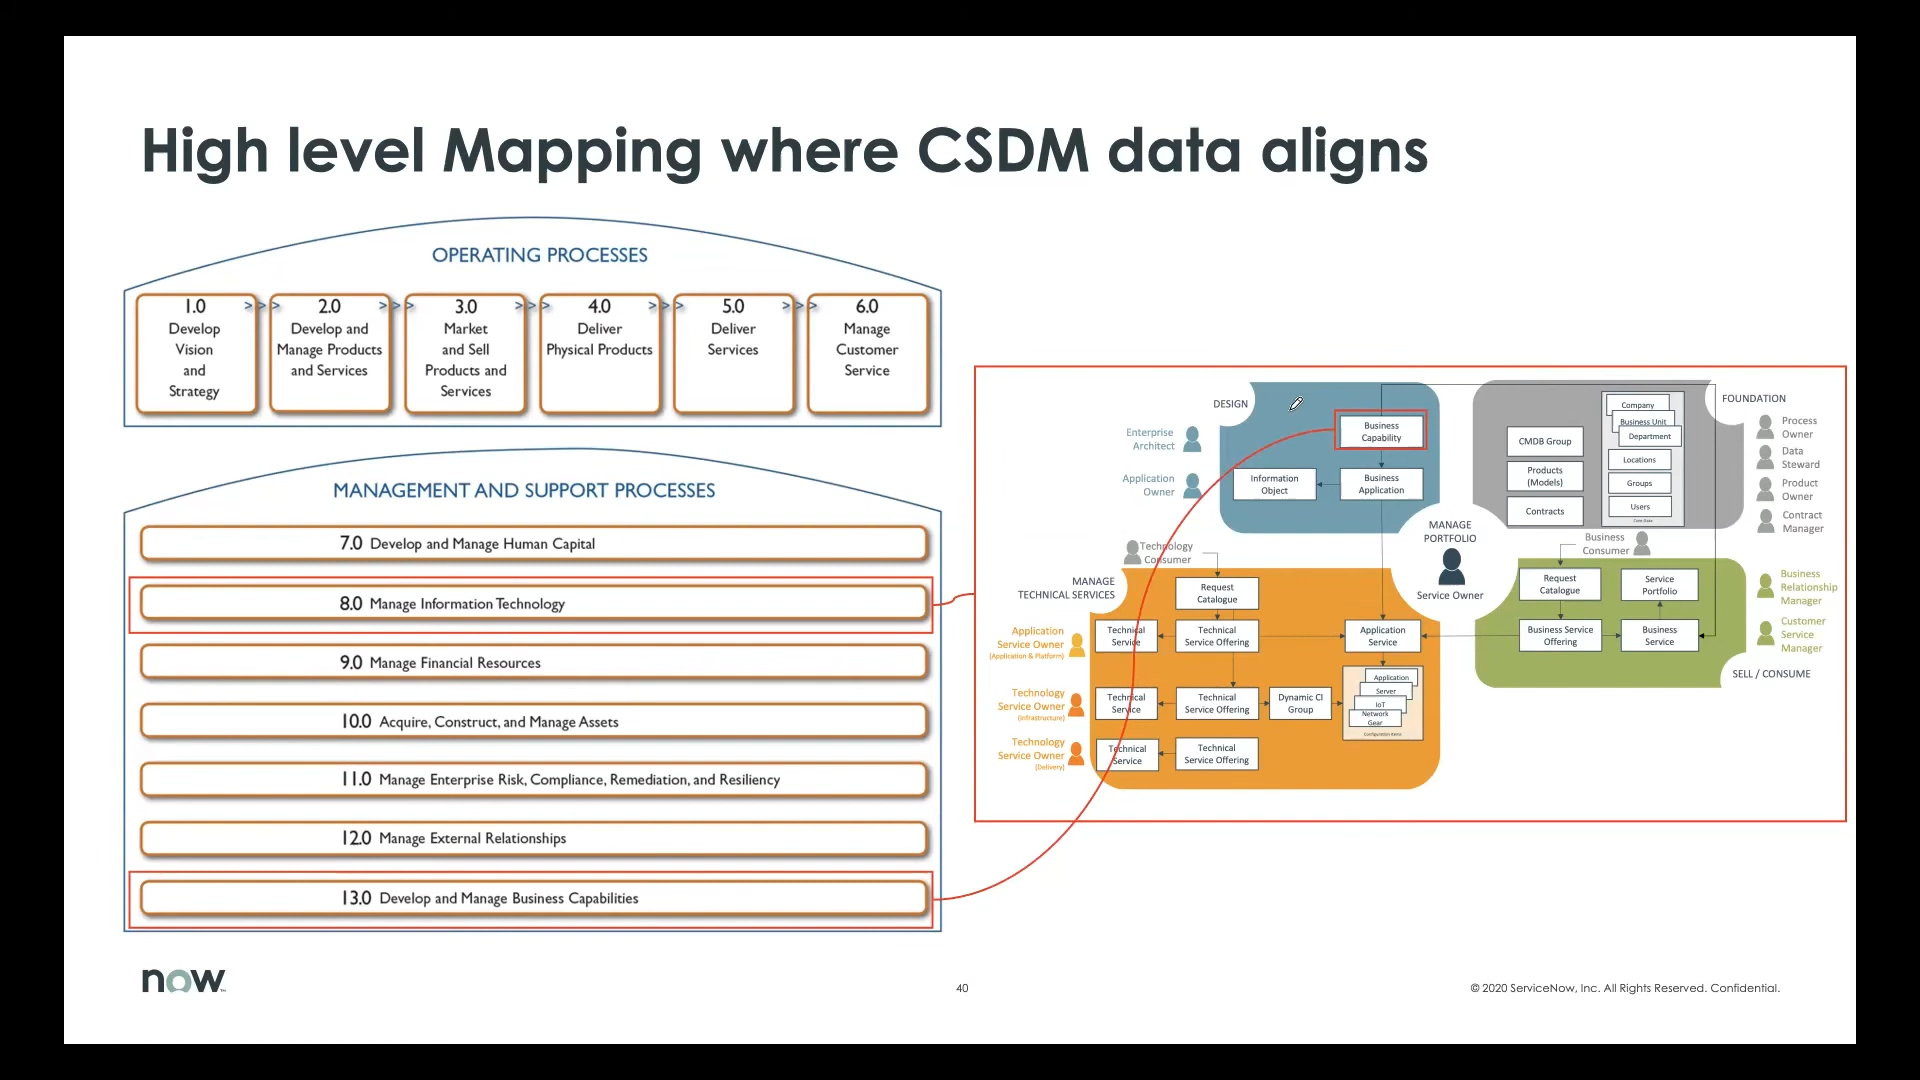 High level Mapping where CSDM data aligns
OPERATING PROCESSES
1.0
Develop
Vision
and
Strategy
> > >
2.0
Develop and
Manage Products
and Services
> > >
3.0
Market
and Sell
Products and
Services
> > >
4.0
Deliver
Physical Products
> > >
5.0
Deliver
Services
> > >
6.0
Manage
Customer
Service
MANAGEMENT AND SUPPORT PROCESSES
7.0 Develop and Manage Human Capital
8.0 Manage Information Technology
9.0 Manage Financial Resources
10.0 Acquire, Construct, and Manage Assets
11.0 Manage Enterprise Risk, Compliance, Remediation, and Resiliency
12.0 Manage External Relationships
13.0 Develop and Manage Business Capabilities
DESIGN
Enterprise
Architect
Application
Owner
Business
Capability
Information
Object
Business
Application
FOUNDATION
CMDB Group
Products
(Models)
Contracts
Company
Business Unit
Department
Locations
Groups
Users
Core Data
Process
Owner
Data
Steward
Product
Owner
Contract
Manager
MANAGE
PORTFOLIO
Service Owner
Technology
Consumer
MANAGE
TECHNICAL SERVICES
Request
Catalogue
Application
Service Owner
(Application & Platform)
Technical
Service
Technical
Service Offering
Application
Service
Technology
Service Owner
(Infrastructure)
Technical
Service
Technical
Service Offering
Dynamic CI
Group
Application
Server
IoT
Network
Gear
Configuration Items
Technology
Service Owner
(Delivery)
Technical
Service
Technical
Service Offering
Business
Consumer
Request
Catalogue
Service
Portfolio
Business Service
Offering
Business
Service
Business
Relationship
Manager
Customer
Service
Manager
SELL / CONSUME
now
40
© 2020 ServiceNow, Inc. All Rights Reserved. Confidential.